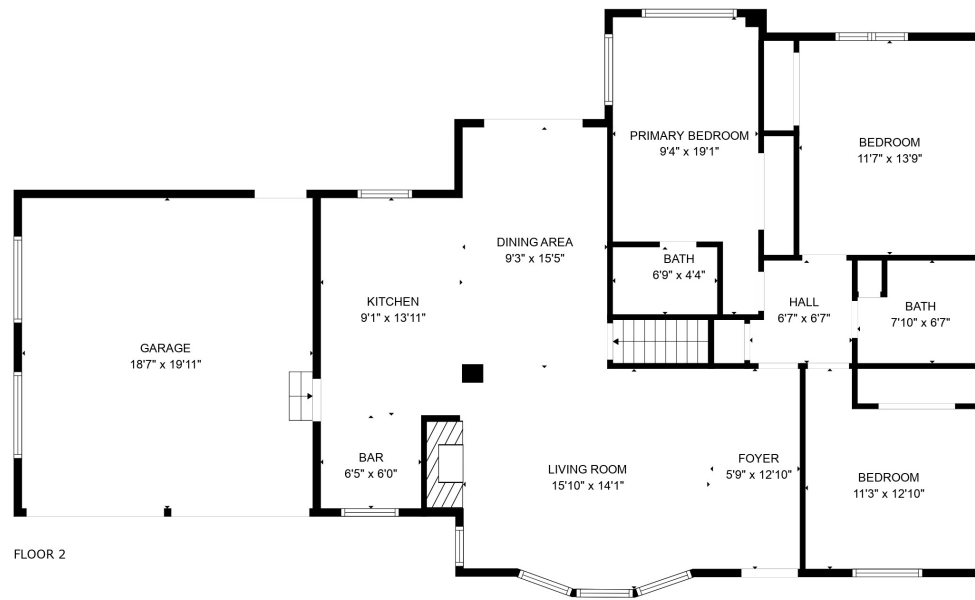 PRIMARY BEDROOM
9'4" x 19'1"
BEDROOM
11'7" x 13'9"
DINING AREA
9'3" x 15'5"
BATH
6'9" x 4'4"
KITCHEN
9'1" x 13'11"
HALL
6'7" x 6'7"
BATH
7'10" x 6'7"
GARAGE
18'7" x 19'11"
BAR
6'5" x 6'0"
LIVING ROOM
15'10" x 14'1"
FOYER
5'9" x 12'10"
BEDROOM
11'3" x 12'10"
FLOOR 2